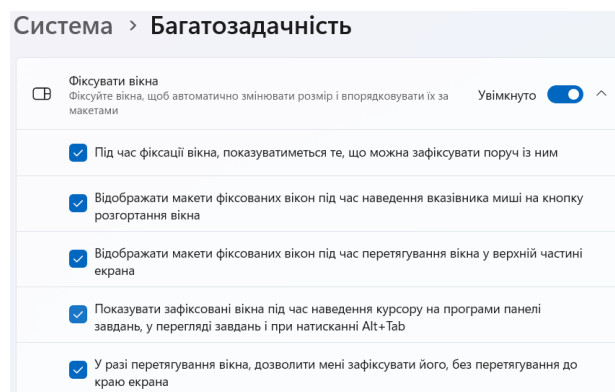 Система > Багатозадачність
Фіксувати вікна
Фіксуйте вікна, щоб автоматично змінювати розмір і впорядковувати їх за
макетами
Увімкнуто
Під час фіксації вікна, показуватиметься те, що можна зафіксувати поруч із ним
Відображати макети фіксованих вікон під час наведення вказівника миші на кнопку
розгортання вікна
Відображати макети фіксованих вікон під час перетягування вікна у верхній частині
екрана
Показувати зафіксовані вікна під час наведення курсору на програми панелі
завдань, у перегляді завдань і при натисканні Alt+Tab
У разі перетягування вікна, дозволити мені зафіксувати його, без перетягування до
краю екрана